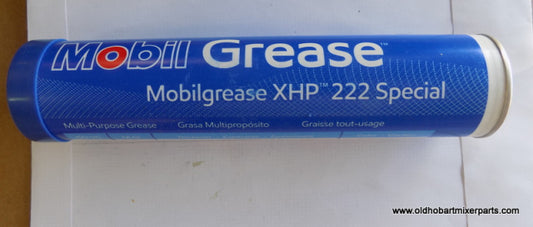 Mobil Grease™
Mobilgrease XHP™ 222 Special
Multi-Purpose Grease Grasa Multipropósito Graisse tout-usage
www.oldhobartmixerparts.com